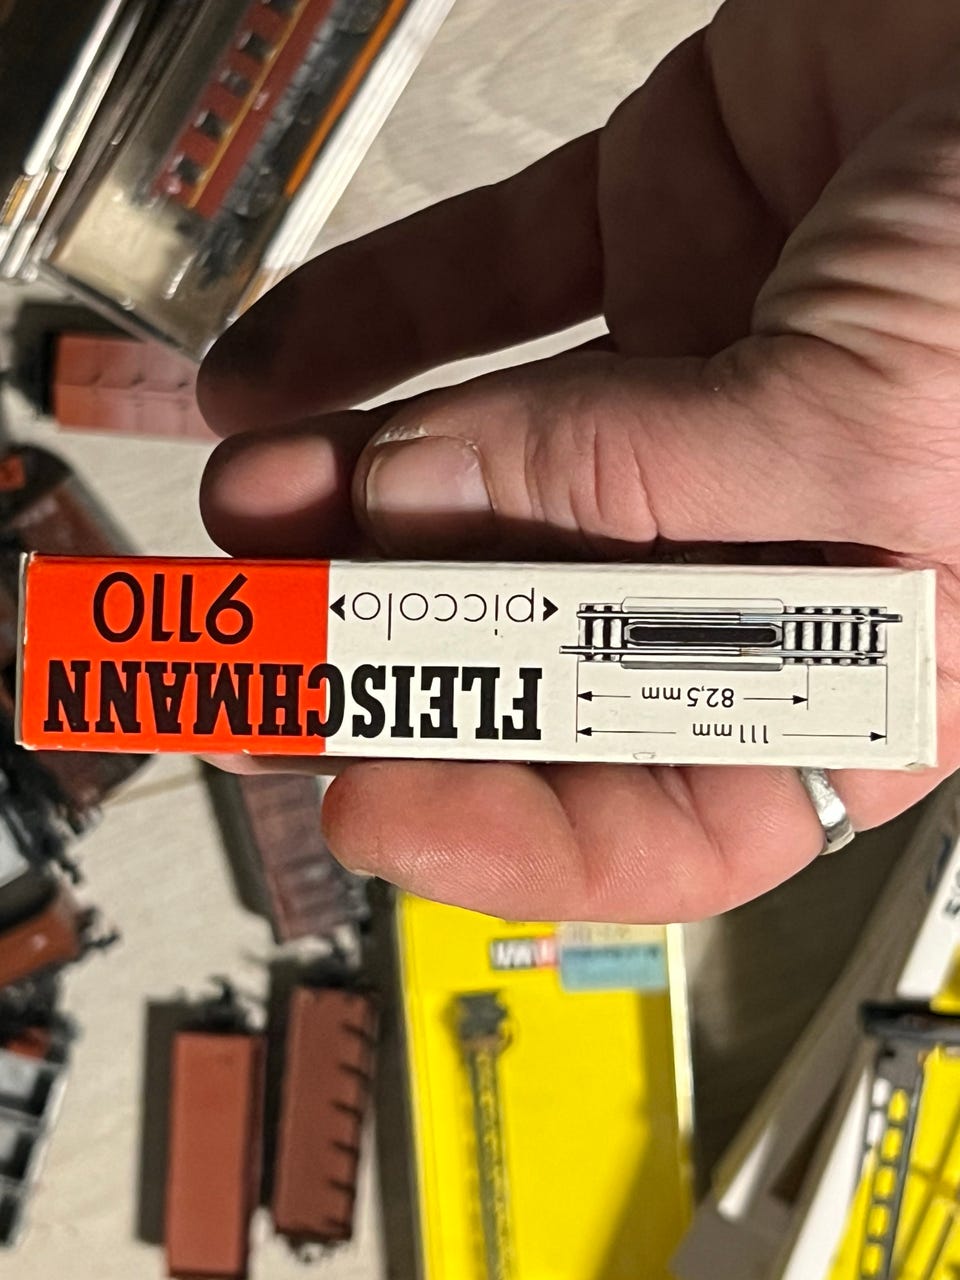 111 mm
82,5 mm
FLEISCHMANN
piccolo
9110